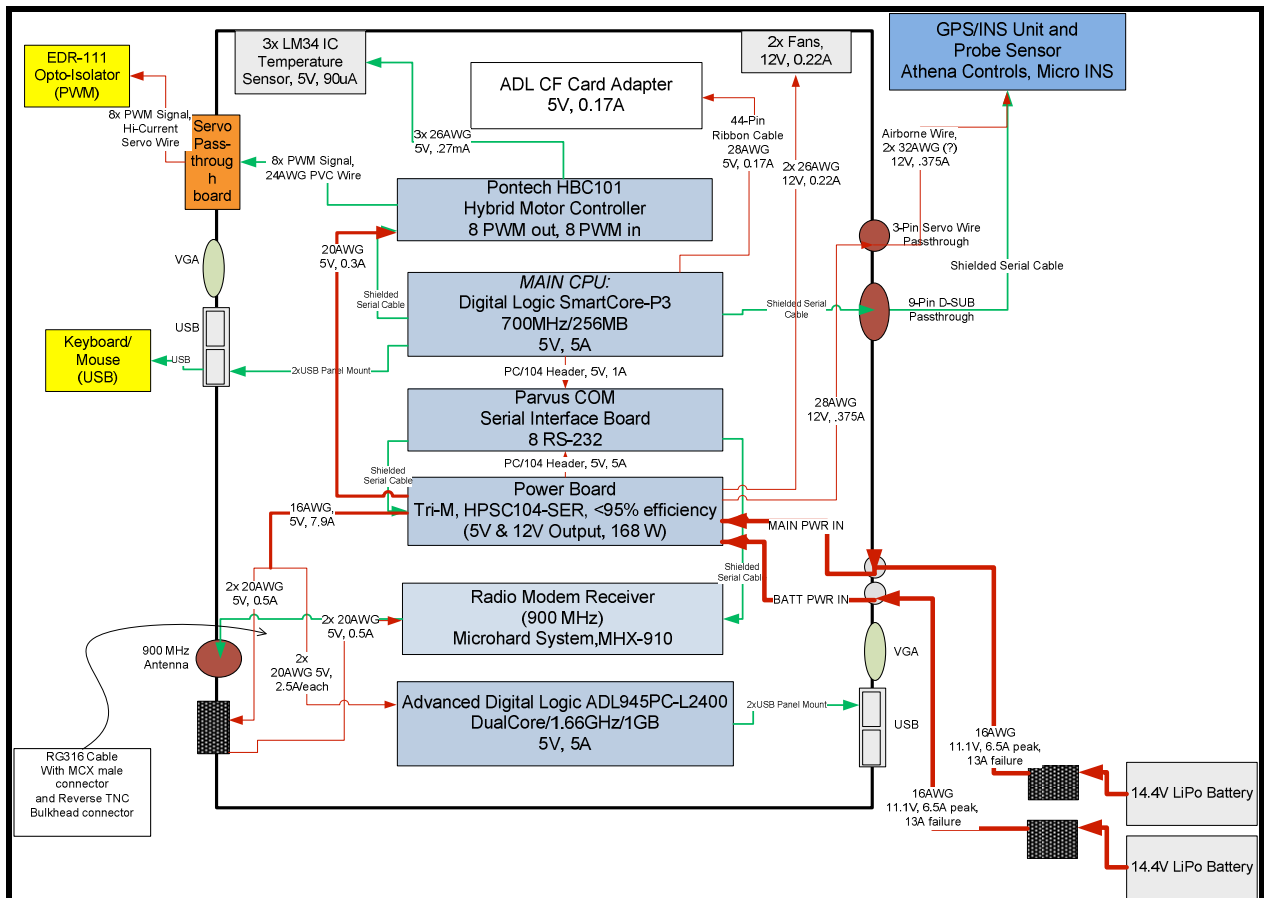 EDR-111
Opto-Isolator
(PWM)
3x LM34 IC
Temperature
Sensor, 5V, 90uA
2x Fans,
12V, 0.22A
GPS/INS Unit and
Probe Sensor
Athena Controls, Micro INS
ADL CF Card Adapter
5V, 0.17A
8x PWM Signal,
Hi-Current
Servo Wire
Servo
Pass-
throug
h
board
8x PWM Signal,
24AWG PVC Wire
3x 26AWG
5V, .27mA
44-Pin
Ribbon Cable
28AWG
5V, 0.17A
2x 26AWG
12V, 0.22A
Airborne Wire,
2x 32AWG (?)
12V, .375A
Pontech HBC101
Hybrid Motor Controller
8 PWM out, 8 PWM in
20AWG
5V, 0.3A
3-Pin Servo Wire
Passthrough
VGA
Shielded Serial Cable
MAIN CPU:
Digital Logic SmartCore-P3
700MHz/256MB
5V, 5A
Shielded
Serial Cable
Shielded Serial
Cable
9-Pin D-SUB
Passthrough
USB
Keyboard/
Mouse
(USB)
USB
2xUSB Panel Mount
PC/104 Header, 5V, 1A
Parvus COM
Serial Interface Board
8 RS-232
28AWG
12V, .375A
PC/104 Header, 5V, 5A
Shielded
Serial Cable
Power Board
Tri-M, HPSC104-SER, <95% efficiency
(5V & 12V Output, 168 W)
16AWG,
5V, 7.9A
MAIN PWR IN
Shielded
Serial Cable
BATT PWR IN
2x 20AWG
5V, 0.5A
2x 20AWG
5V, 0.5A
Radio Modem Receiver
(900 MHz)
Microhard System,MHX-910
900 MHz
Antenna
2x
20AWG 5V,
2.5A/each
VGA
Advanced Digital Logic ADL945PC-L2400
DualCore/1.66GHz/1GB
5V, 5A
2xUSB Panel Mount
USB
RG316 Cable
With MCX male
connector
and Reverse TNC
Bulkhead connector
16AWG
11.1V, 6.5A peak,
13A failure
16AWG
11.1V, 6.5A peak,
13A failure
14.4V LiPo Battery
14.4V LiPo Battery